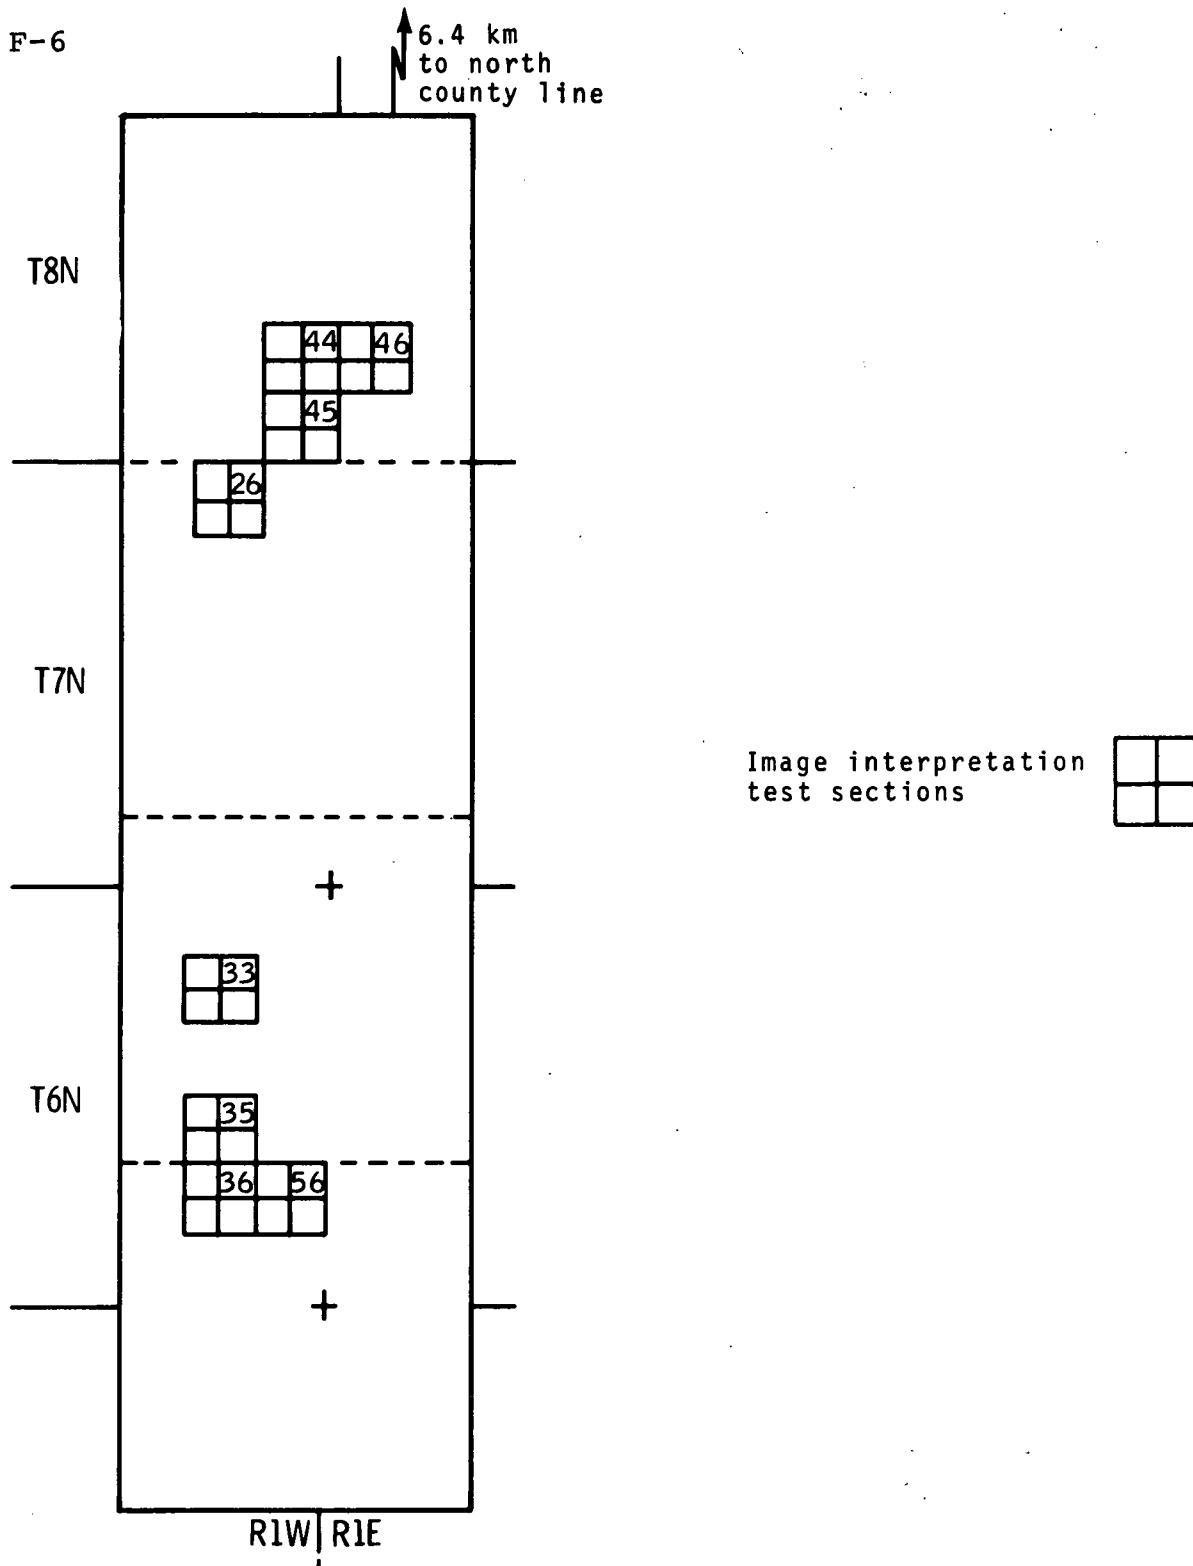 F-6
6.4 km
to north
county line
N
T8N
44 46
45
26
T7N
Image interpretation
test sections
33
T6N
35
36 56
R1W R1E